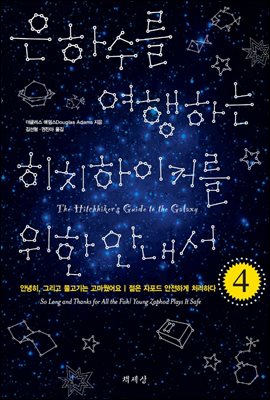 은하수를
여행하는
더글러스 애덤스Douglas Adams 지음
김선형·권진아 옮김
히치하이커를
The Hitchhiker's Guide to the Galaxy
위한 안내서
4
안녕히, 그리고 물고기는 고마웠어요 | 젊은 자포드 안전하게 처리하다
So Long and Thanks for All the Fish! Young Zaphod Plays It Safe
책세상